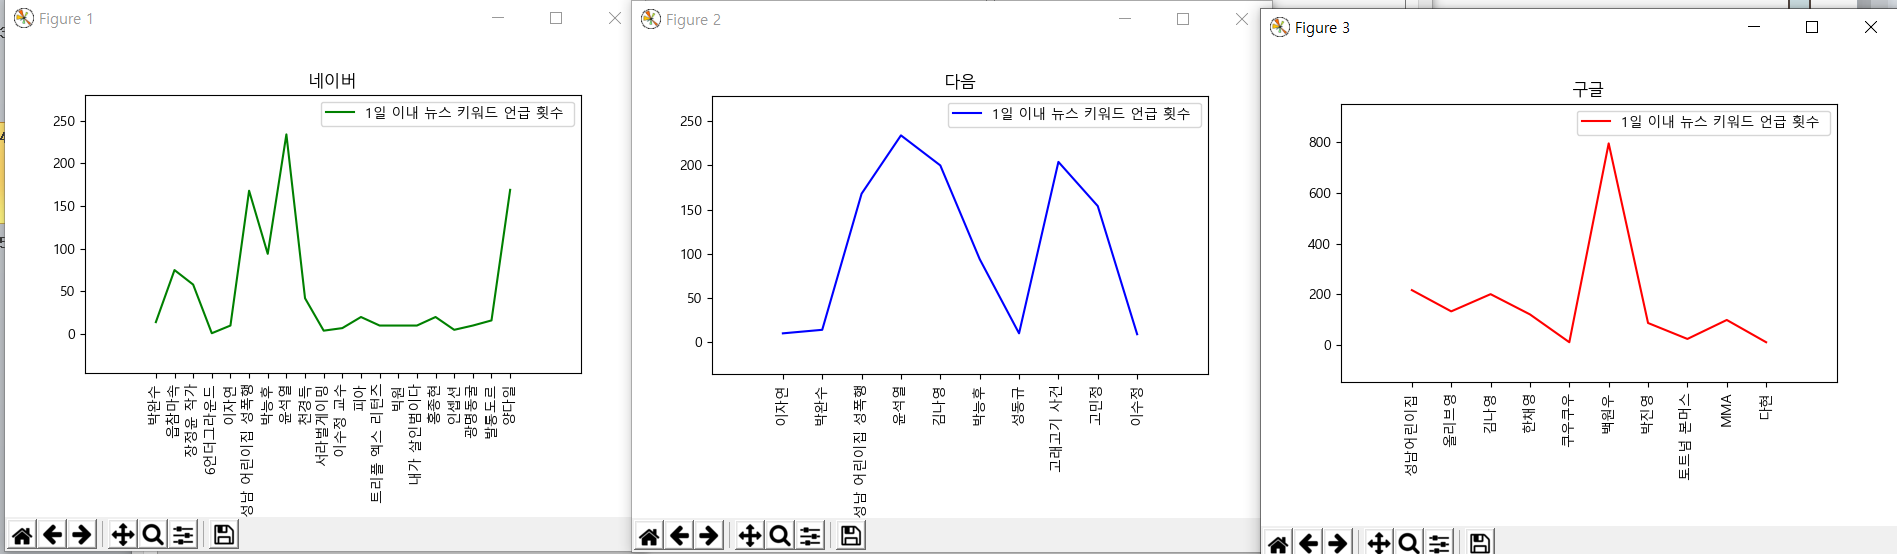 Figure 1
네이버
1일 이내 뉴스 키워드 언급 횟수
250
200
150
100
50
0
박완수
읍참마속
장정윤 작가
6언더그라운드
이자연
성남 어린이집 성폭행
박능후
윤석열
천경득
서라벌게이밍
이수정 교수
피아
트리플 엑스 리턴즈
빅원
내가 살인범이다
홍종현
인셉션
광명동굴
발통도르
양다일
Figure 2
다음
1일 이내 뉴스 키워드 언급 횟수
250
200
150
100
50
0
이자연
박완수
성남 어린이집 성폭행
윤석열
김나영
박능후
성동규
고래고기 사건
고민정
이수정
Figure 3
구글
1일 이내 뉴스 키워드 언급 횟수
800
600
400
200
0
성남어린이집
올리브영
김나영
한채영
쿠우쿠우
백원우
박진영
토트넘 본머스
MMA
다현